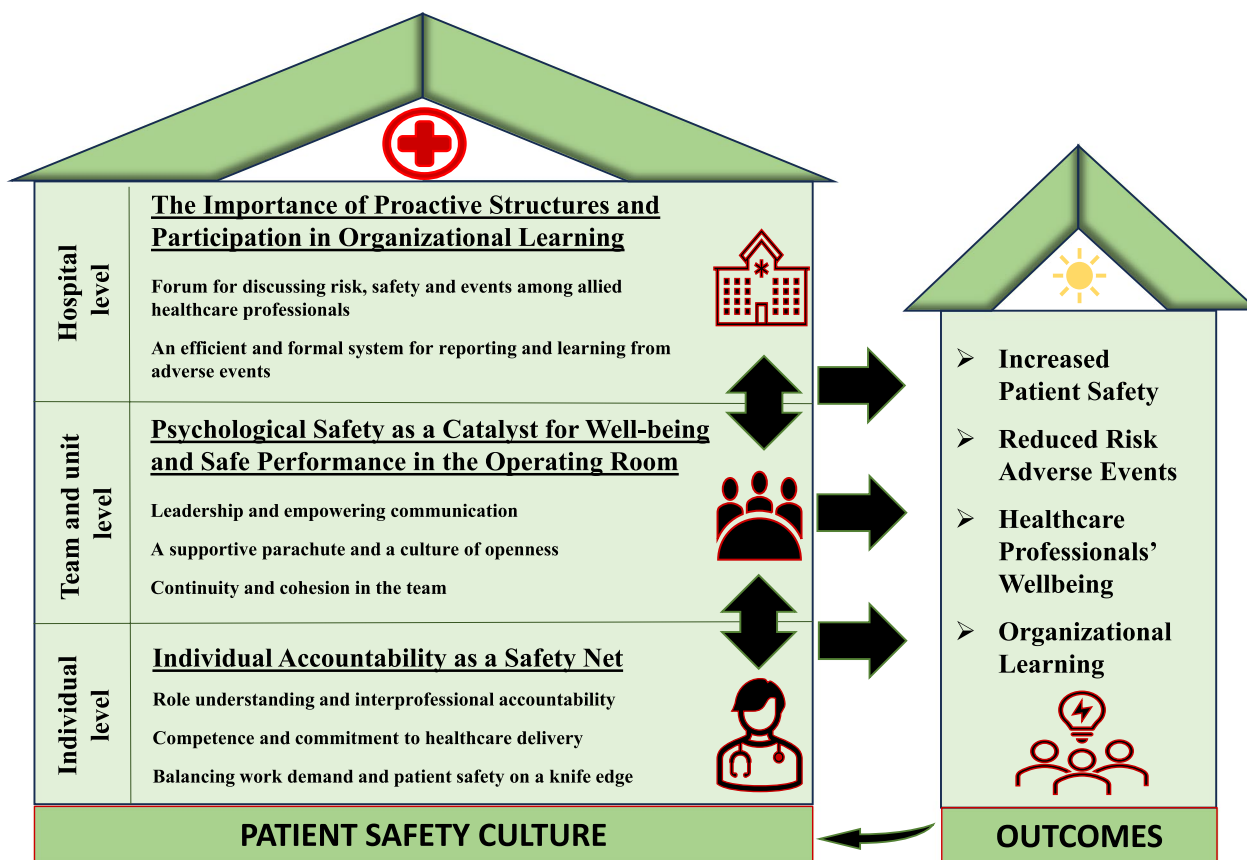 Hospital
level
The Importance of Proactive Structures and
Participation in Organizational Learning
Forum for discussing risk, safety and events among allied
healthcare professionals
An efficient and formal system for reporting and learning from
adverse events
Team and unit
level
Psychological Safety as a Catalyst for Well-being
and Safe Performance in the Operating Room
Leadership and empowering communication
A supportive parachute and a culture of openness
Continuity and cohesion in the team
Individual
level
Individual Accountability as a Safety Net
Role understanding and interprofessional accountability
Competence and commitment to healthcare delivery
Balancing work demand and patient safety on a knife edge
PATIENT SAFETY CULTURE
Increased
Patient Safety
Reduced Risk
Adverse Events
Healthcare
Professionals’
Wellbeing
Organizational
Learning
OUTCOMES